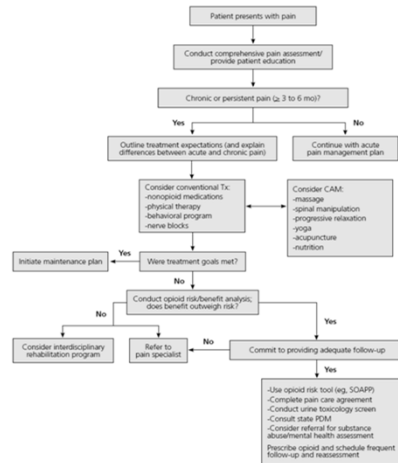 Patient presents with pain
Conduct comprehensive pain assessment/
provide patient education
Chronic or persistent pain (≥ 3 to 6 mo)?
Yes
No
Outline treatment expectations (and explain
differences between acute and chronic pain)
Continue with acute
pain management plan
Consider conventional Tx:
-nonopioid medications
-physical therapy
-behavioral program
-nerve blocks
Consider CAM:
-massage
-spinal manipulation
-progressive relaxation
-yoga
-acupuncture
-nutrition
Yes
Initiate maintenance plan
Were treatment goals met?
No
Conduct opioid risk/benefit analysis;
does benefit outweigh risk?
No
Yes
Consider interdisciplinary
rehabilitation program
Refer to
pain specialist
No
Commit to providing adequate follow-up
Yes
-Use opioid risk tool (eg, SOAPP)
-Complete pain care agreement
-Conduct urine toxicology screen
-Consult state PDM
-Consider referral for substance
abuse/mental health assessment
Prescribe opioid and schedule frequent
follow-up and reassessment